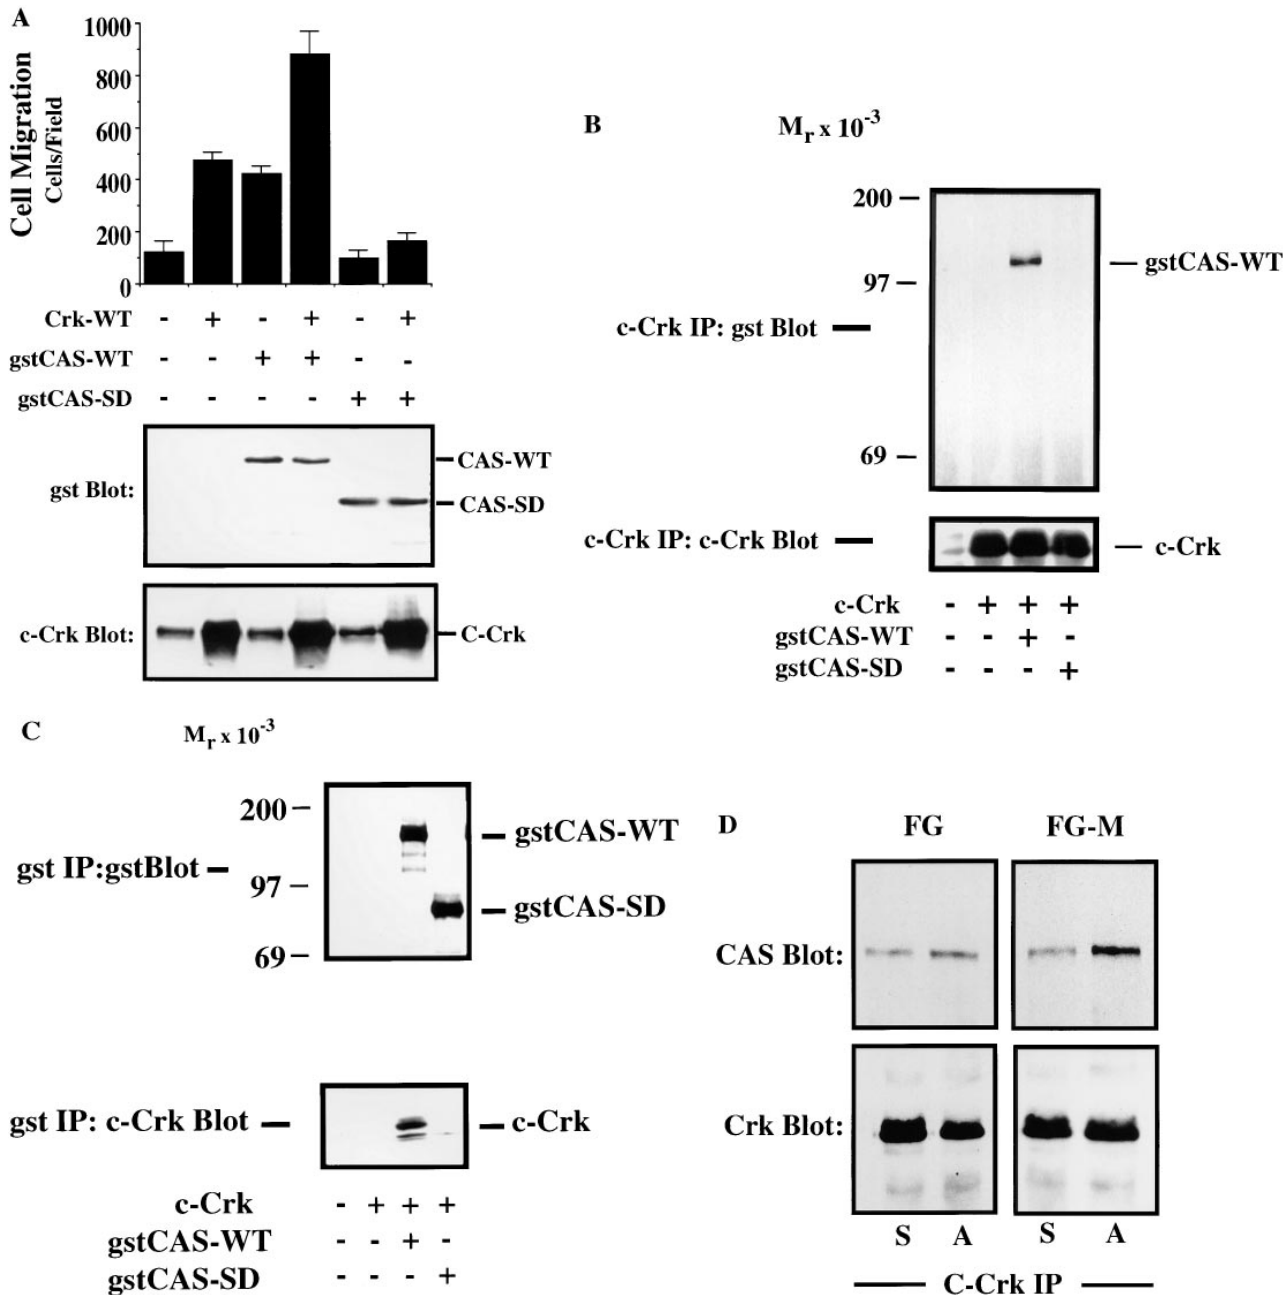 A
Cell Migration
Cells/Field
1000
800
600
400
200
0
Crk-WT - + - + - +
gstCAS-WT - - + + - -
gstCAS-SD - - - - + +
gst Blot:
CAS-WT
CAS-SD
c-Crk Blot:
C-Crk
B
Mr x 10-3
200
97
69
gstCAS-WT
c-Crk IP: gst Blot
c-Crk IP: c-Crk Blot
c-Crk
c-Crk - + + +
gstCAS-WT - - + -
gstCAS-SD - - - +
C
Mr x 10-3
200
97
69
gst IP:gstBlot
gstCAS-WT
gstCAS-SD
gst IP: c-Crk Blot
c-Crk
c-Crk - + + +
gstCAS-WT - - + -
gstCAS-SD - - - +
D
FG FG-M
CAS Blot:
Crk Blot:
S A S A
C-Crk IP